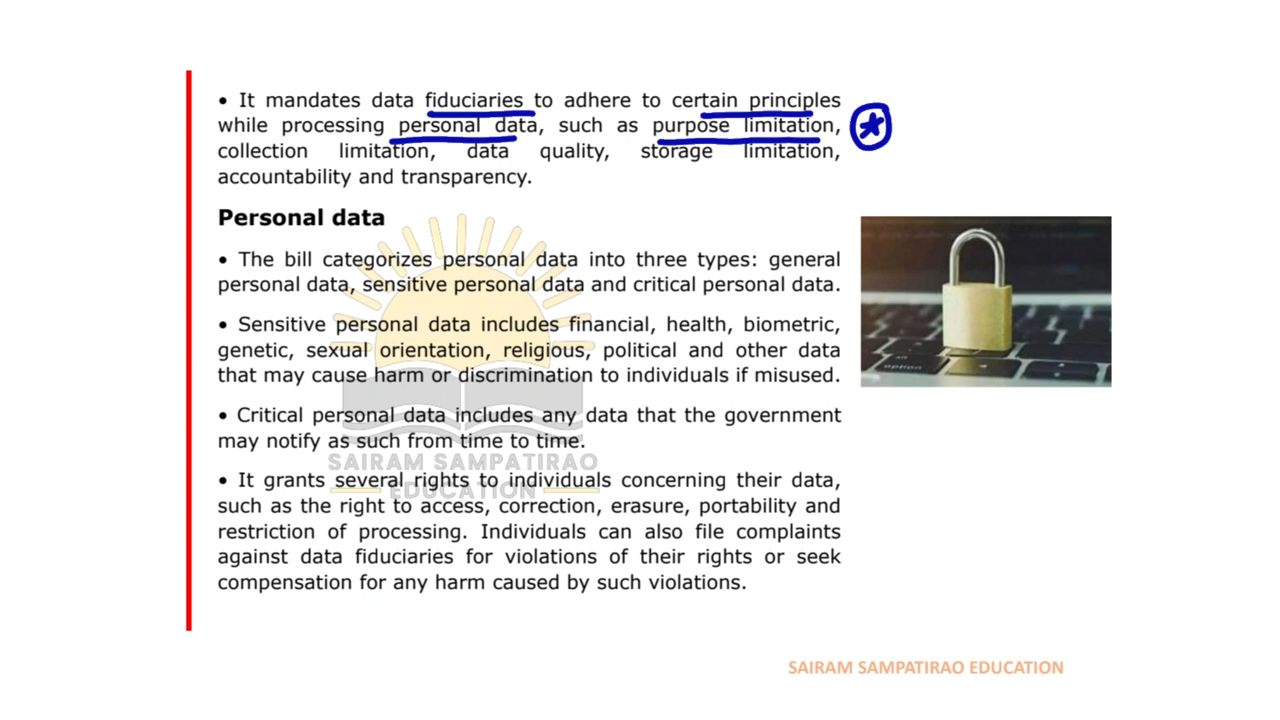 • It mandates data fiduciaries to adhere to certain principles
while processing personal data, such as purpose limitation,
collection limitation, data quality, storage limitation,
accountability and transparency.
Personal data
• The bill categorizes personal data into three types: general
personal data, sensitive personal data and critical personal data.
• Sensitive personal data includes financial, health, biometric,
genetic, sexual orientation, religious, political and other data
that may cause harm or discrimination to individuals if misused.
• Critical personal data includes any data that the government
may notify as such from time to time.
SAIRAM SAMPATIRAO
EDUCATION
• It grants several rights to individuals concerning their data,
such as the right to access, correction, erasure, portability and
restriction of processing. Individuals can also file complaints
against data fiduciaries for violations of their rights or seek
compensation for any harm caused by such violations.
option
SAIRAM SAMPATIRAO EDUCATION